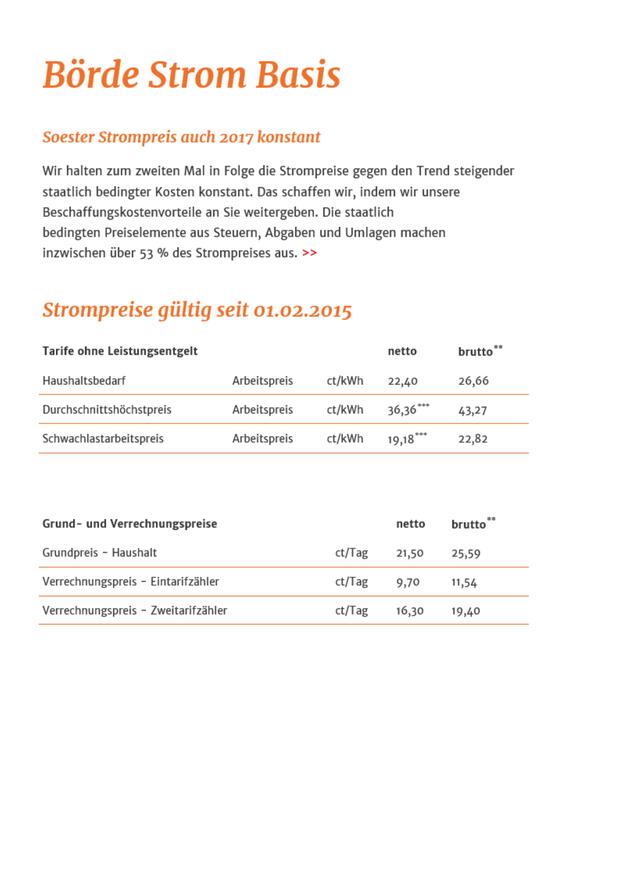 Börde Strom Basis
Soester Strompreis auch 2017 konstant
Wir halten zum zweiten Mal in Folge die Strompreise gegen den Trend steigender
staatlich bedingter Kosten konstant. Das schaffen wir, indem wir unsere
Beschaffungskostenvorteile an Sie weitergeben. Die staatlich
bedingten Preiselemente aus Steuern, Abgaben und Umlagen machen
inzwischen über 53 % des Strompreises aus. >>
Strompreise gültig seit 01.02.2015
Tarife ohne Leistungsentgelt netto brutto**
Haushaltsbedarf Arbeitspreis ct/kWh 22,40 26,66
Durchschnittshöchstpreis Arbeitspreis ct/kWh 36,36*** 43,27
Schwachlastarbeitspreis Arbeitspreis ct/kWh 19,18*** 22,82
Grund- und Verrechnungspreise netto brutto**
Grundpreis - Haushalt ct/Tag 21,50 25,59
Verrechnungspreis - Eintarifzähler ct/Tag 9,70 11,54
Verrechnungspreis - Zweitarifzähler ct/Tag 16,30 19,40